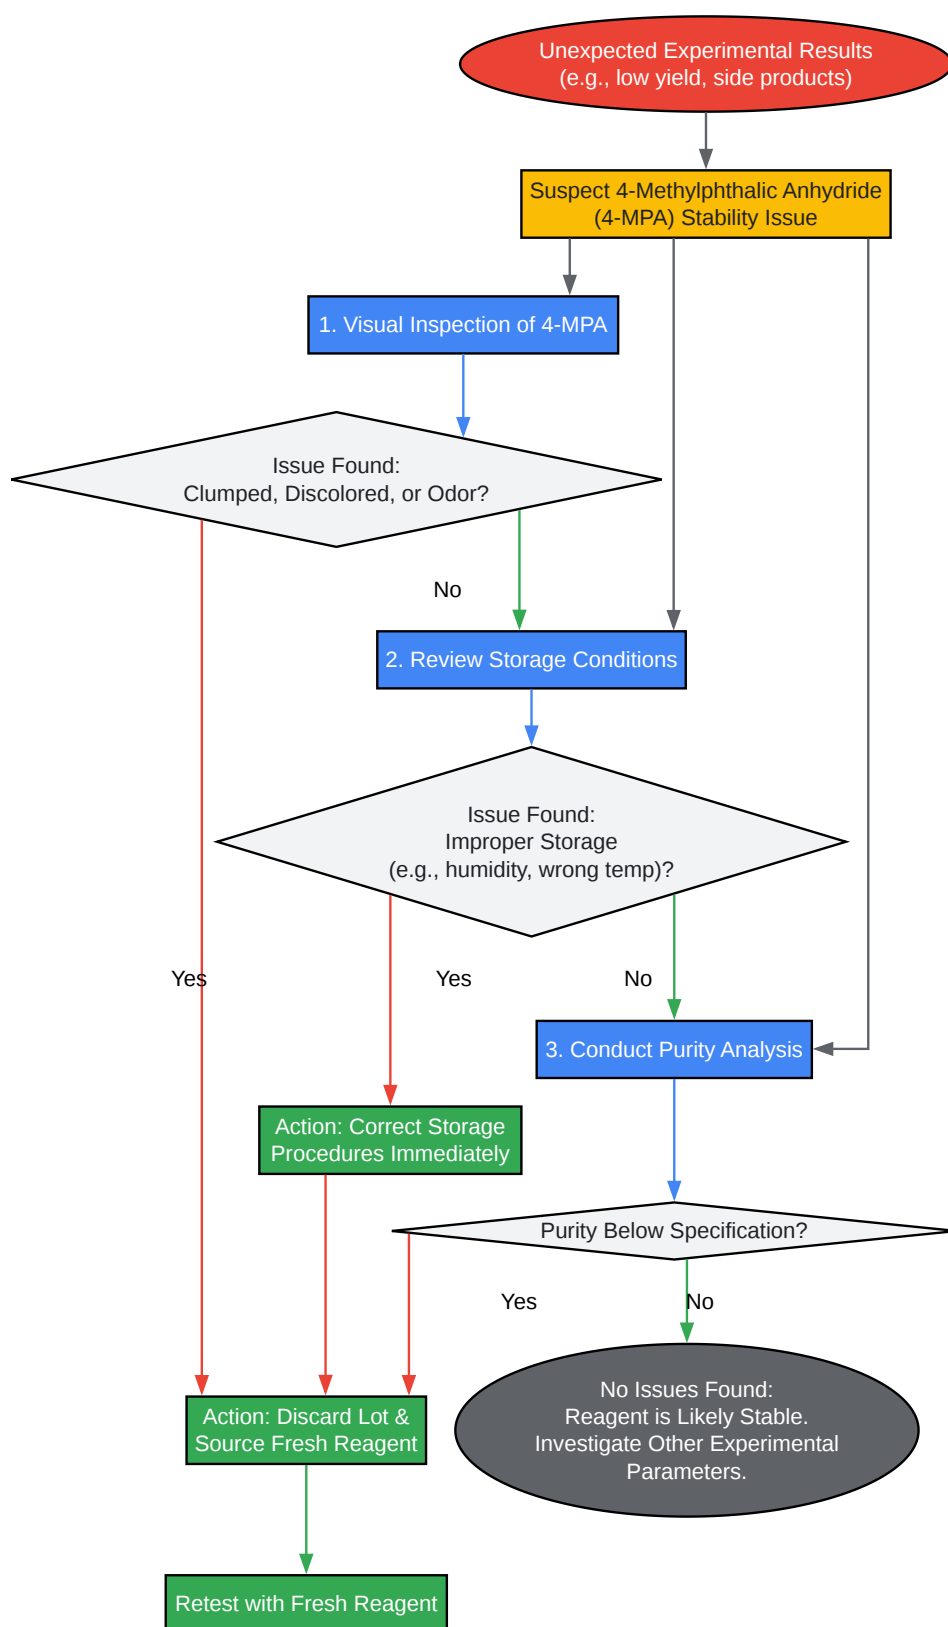 Unexpected Experimental Results
(e.g., low yield, side products)
Suspect 4-Methylphthalic Anhydride
(4-MPA) Stability Issue
1. Visual Inspection of 4-MPA
Issue Found:
Clumped, Discolored, or Odor?
No
2. Review Storage Conditions
Issue Found:
Improper Storage
(e.g., humidity, wrong temp)?
Yes
Yes
No
3. Conduct Purity Analysis
Action: Correct Storage
Procedures Immediately
Purity Below Specification?
Yes
No
No Issues Found:
Reagent is Likely Stable.
Investigate Other Experimental
Parameters.
Action: Discard Lot &
Source Fresh Reagent
Retest with Fresh Reagent